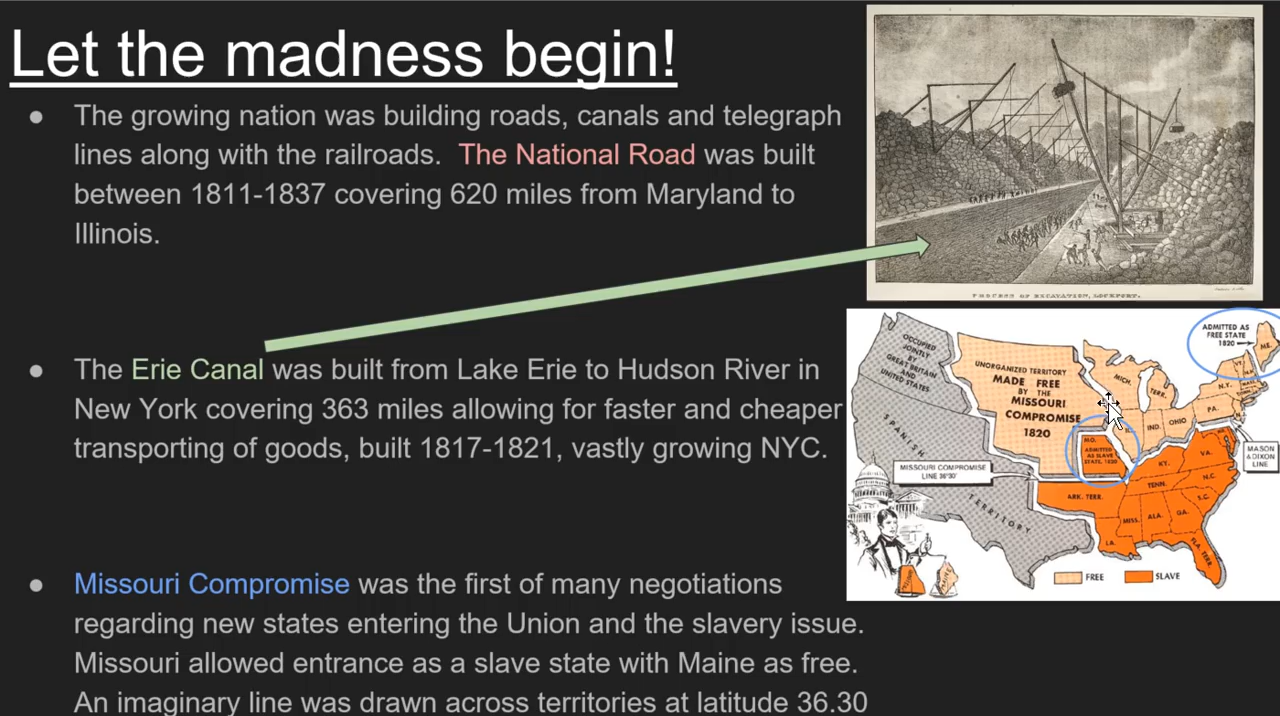 Let the madness begin!
● The growing nation was building roads, canals and telegraph
lines along with the railroads.  The National Road was built
between 1811-1837 covering 620 miles from Maryland to
Illinois.
● The Erie Canal was built from Lake Erie to Hudson River in
New York covering 363 miles allowing for faster and cheaper
transporting of goods, built 1817-1821, vastly growing NYC.
● Missouri Compromise was the first of many negotiations
regarding new states entering the Union and the slavery issue.
Missouri allowed entrance as a slave state with Maine as free.
An imaginary line was drawn across territories at latitude 36.30
PROCESS OF EXCAVATION, LOCKPORT.
ADMITTED AS
FREE STATE
1820
ME.
OCCUPIED
JOINTLY
BY
GREAT BRITAIN
AND
UNITED STATES
UNORGANIZED TERRITORY
MADE FREE
BY THE
MISSOURI
COMPROMISE
1820
MICH.
TERR.
VT.
N.Y.
PA.
IND.
OHIO
MO.
ADMITTED
AS SLAVE
STATE, 1820
MASON
& DIXON
LINE
SPANISH
TERRITORY
MISSOURI COMPROMISE
LINE 36°30'
KY.
VA.
TENN.
N.C.
ARK. TERR.
S.C.
MISS.
ALA.
GA.
LA.
FLA. TERR.
FREE
SLAVE